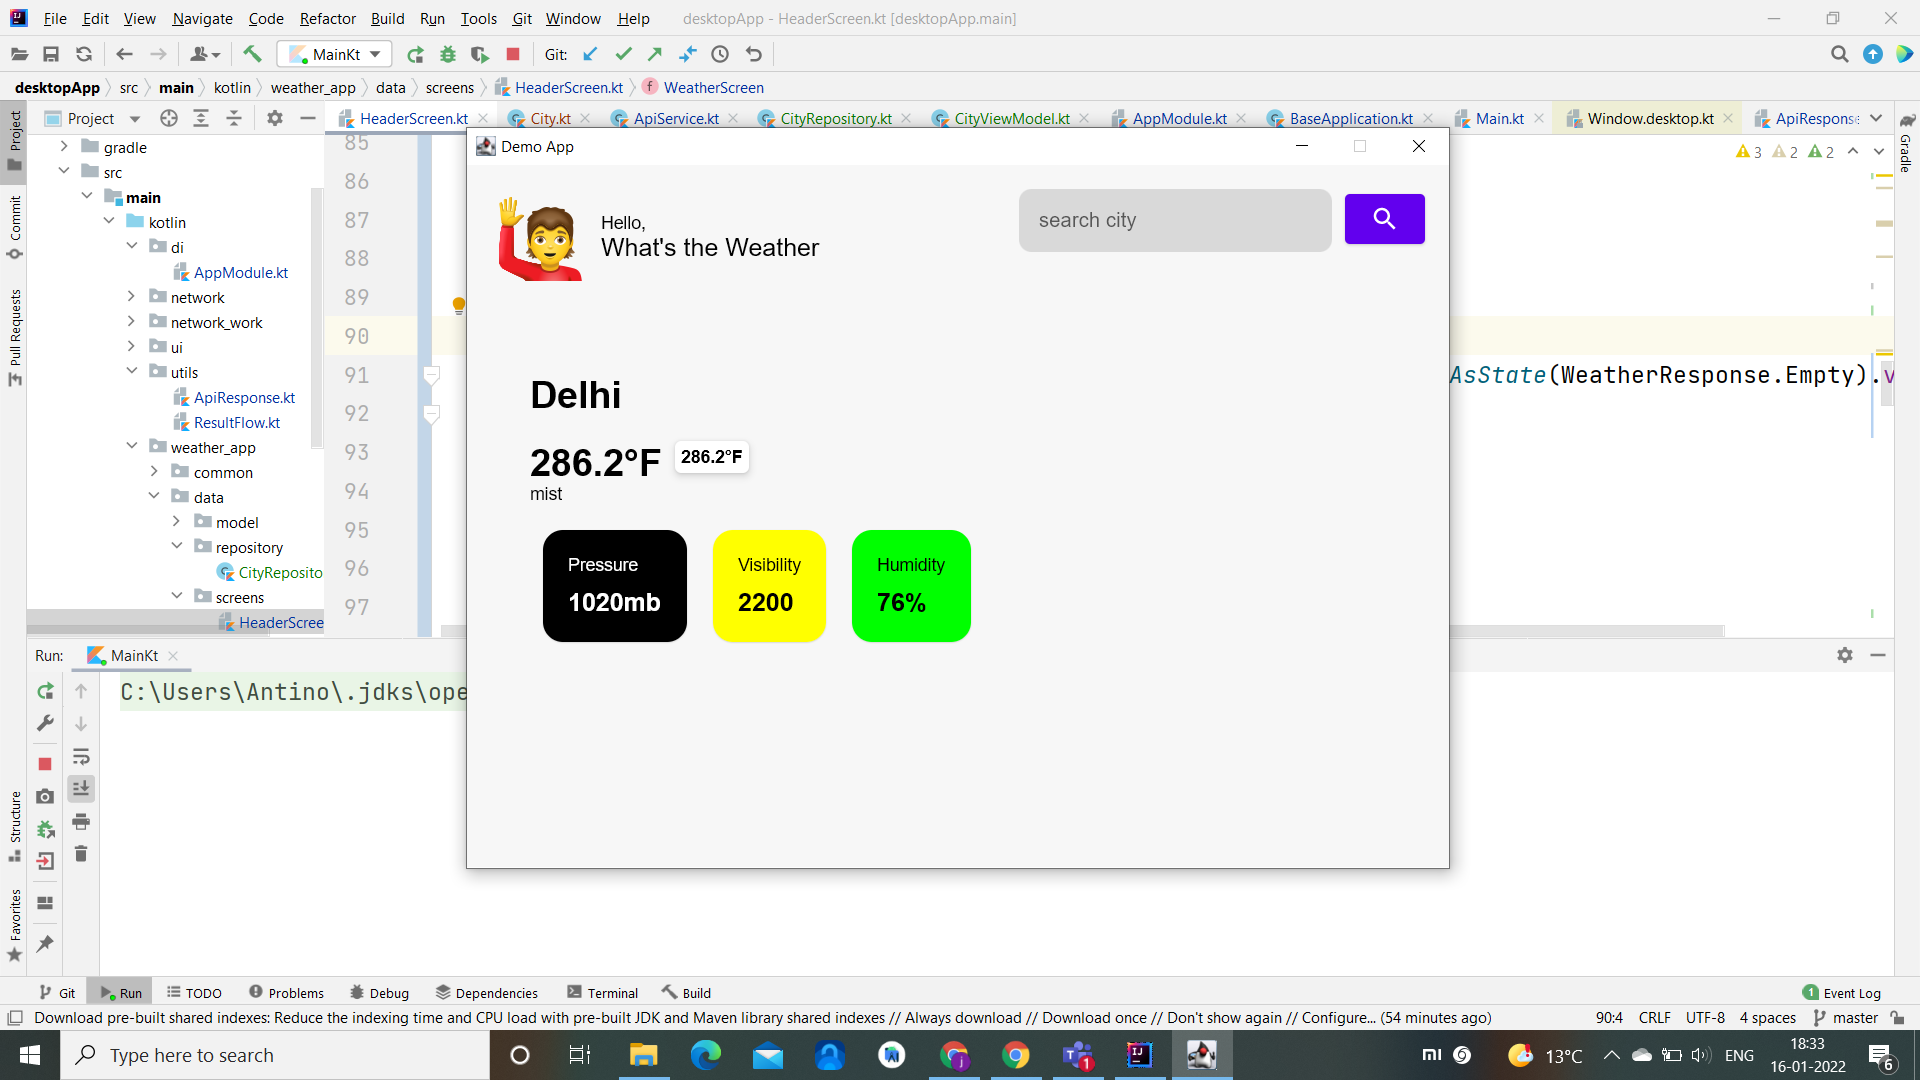 File Edit View Navigate Code Refactor Build Run Tools Git Window Help desktopApp - HeaderScreen.kt [desktopApp.main]
MainKt Git:
desktopApp src main kotlin weather_app data screens HeaderScreen.kt WeatherScreen
Project HeaderScreen.kt City.kt ApiService.kt CityRepository.kt CityViewModel.kt AppModule.kt BaseApplication.kt Main.kt Window.desktop.kt ApiResponse
Project
Commit
Pull Requests
Structure
Favorites
Gradle
gradle
src
main
kotlin
di
AppModule.kt
network
network_work
ui
utils
ApiResponse.kt
ResultFlow.kt
weather_app
common
data
model
repository
CityReposito
screens
HeaderScree
85
86
87
88
89
90
91
92
93
94
95
96
97
3 2 2
AsState(WeatherResponse.Empty).v
Demo App
Hello,
What's the Weather
search city
Delhi
286.2°F 286.2°F
mist
Pressure
1020mb
Visibility
2200
Humidity
76%
Run: MainKt
C:\Users\Antino\.jdks\ope
Git Run TODO Problems Debug Dependencies Terminal Build 1 Event Log
Download pre-built shared indexes: Reduce the indexing time and CPU load with pre-built JDK and Maven library shared indexes // Always download // Download once // Don't show again // Configure... (54 minutes ago) 90:4 CRLF UTF-8 4 spaces master
Type here to search
j
1
IJ
mi 13°C ENG
18:33
16-01-2022
6